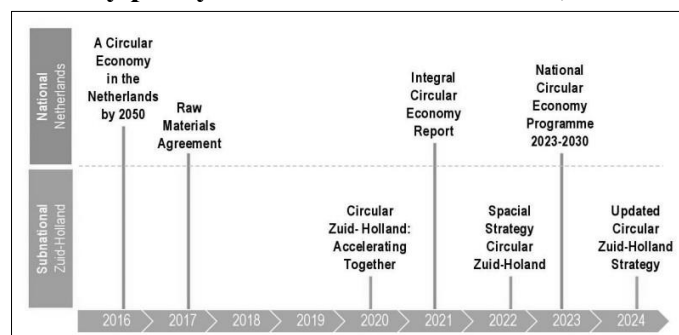 A Circular
Economy
in the
Netherlands
by 2050
Raw
Materials
Agreement
Integral
Circular
Economy
Report
National
Circular
Economy
Programme
2023-2030
National
Netherlands
Circular
Zuid- Holland:
Accelerating
Together
Spacial
Strategy
Circular
Zuid-Holand
Updated
Circular
Zuid-Holland
Strategy
Subnational
Zuid-Holland
2016 2017 2018 2019 2020 2021 2022 2023 2024